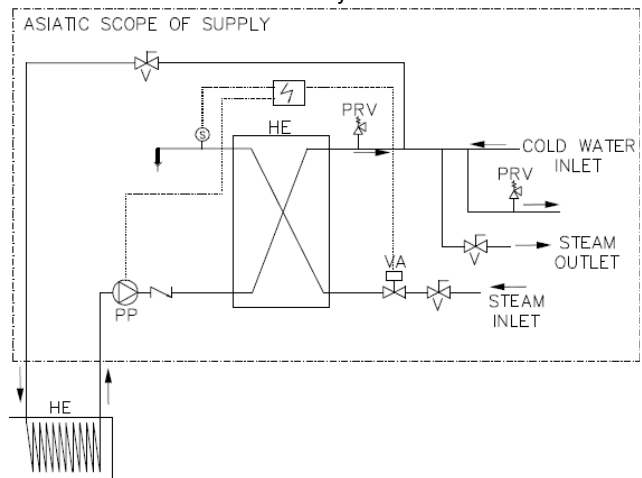 ASIATIC SCOPE OF SUPPLY
V
PRV
HE
S
COLD WATER
INLET
PRV
STEAM
OUTLET
V
VA
V
STEAM
INLET
PP
HE